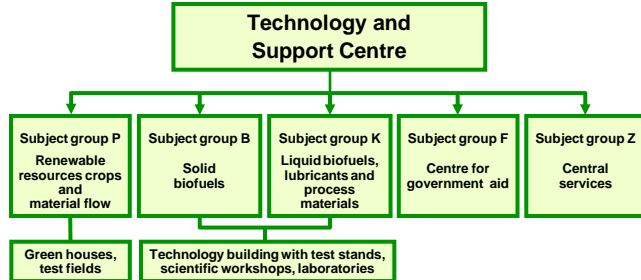 Technology and
Support Centre
Subject group P
Renewable
resources crops
and
material flow
Subject group B
Solid
biofuels
Subject group K
Liquid biofuels,
lubricants and
process
materials
Subject group F
Centre for
government aid
Subject group Z
Central
services
Green houses,
test fields
Technology building with test stands,
scientific workshops, laboratories